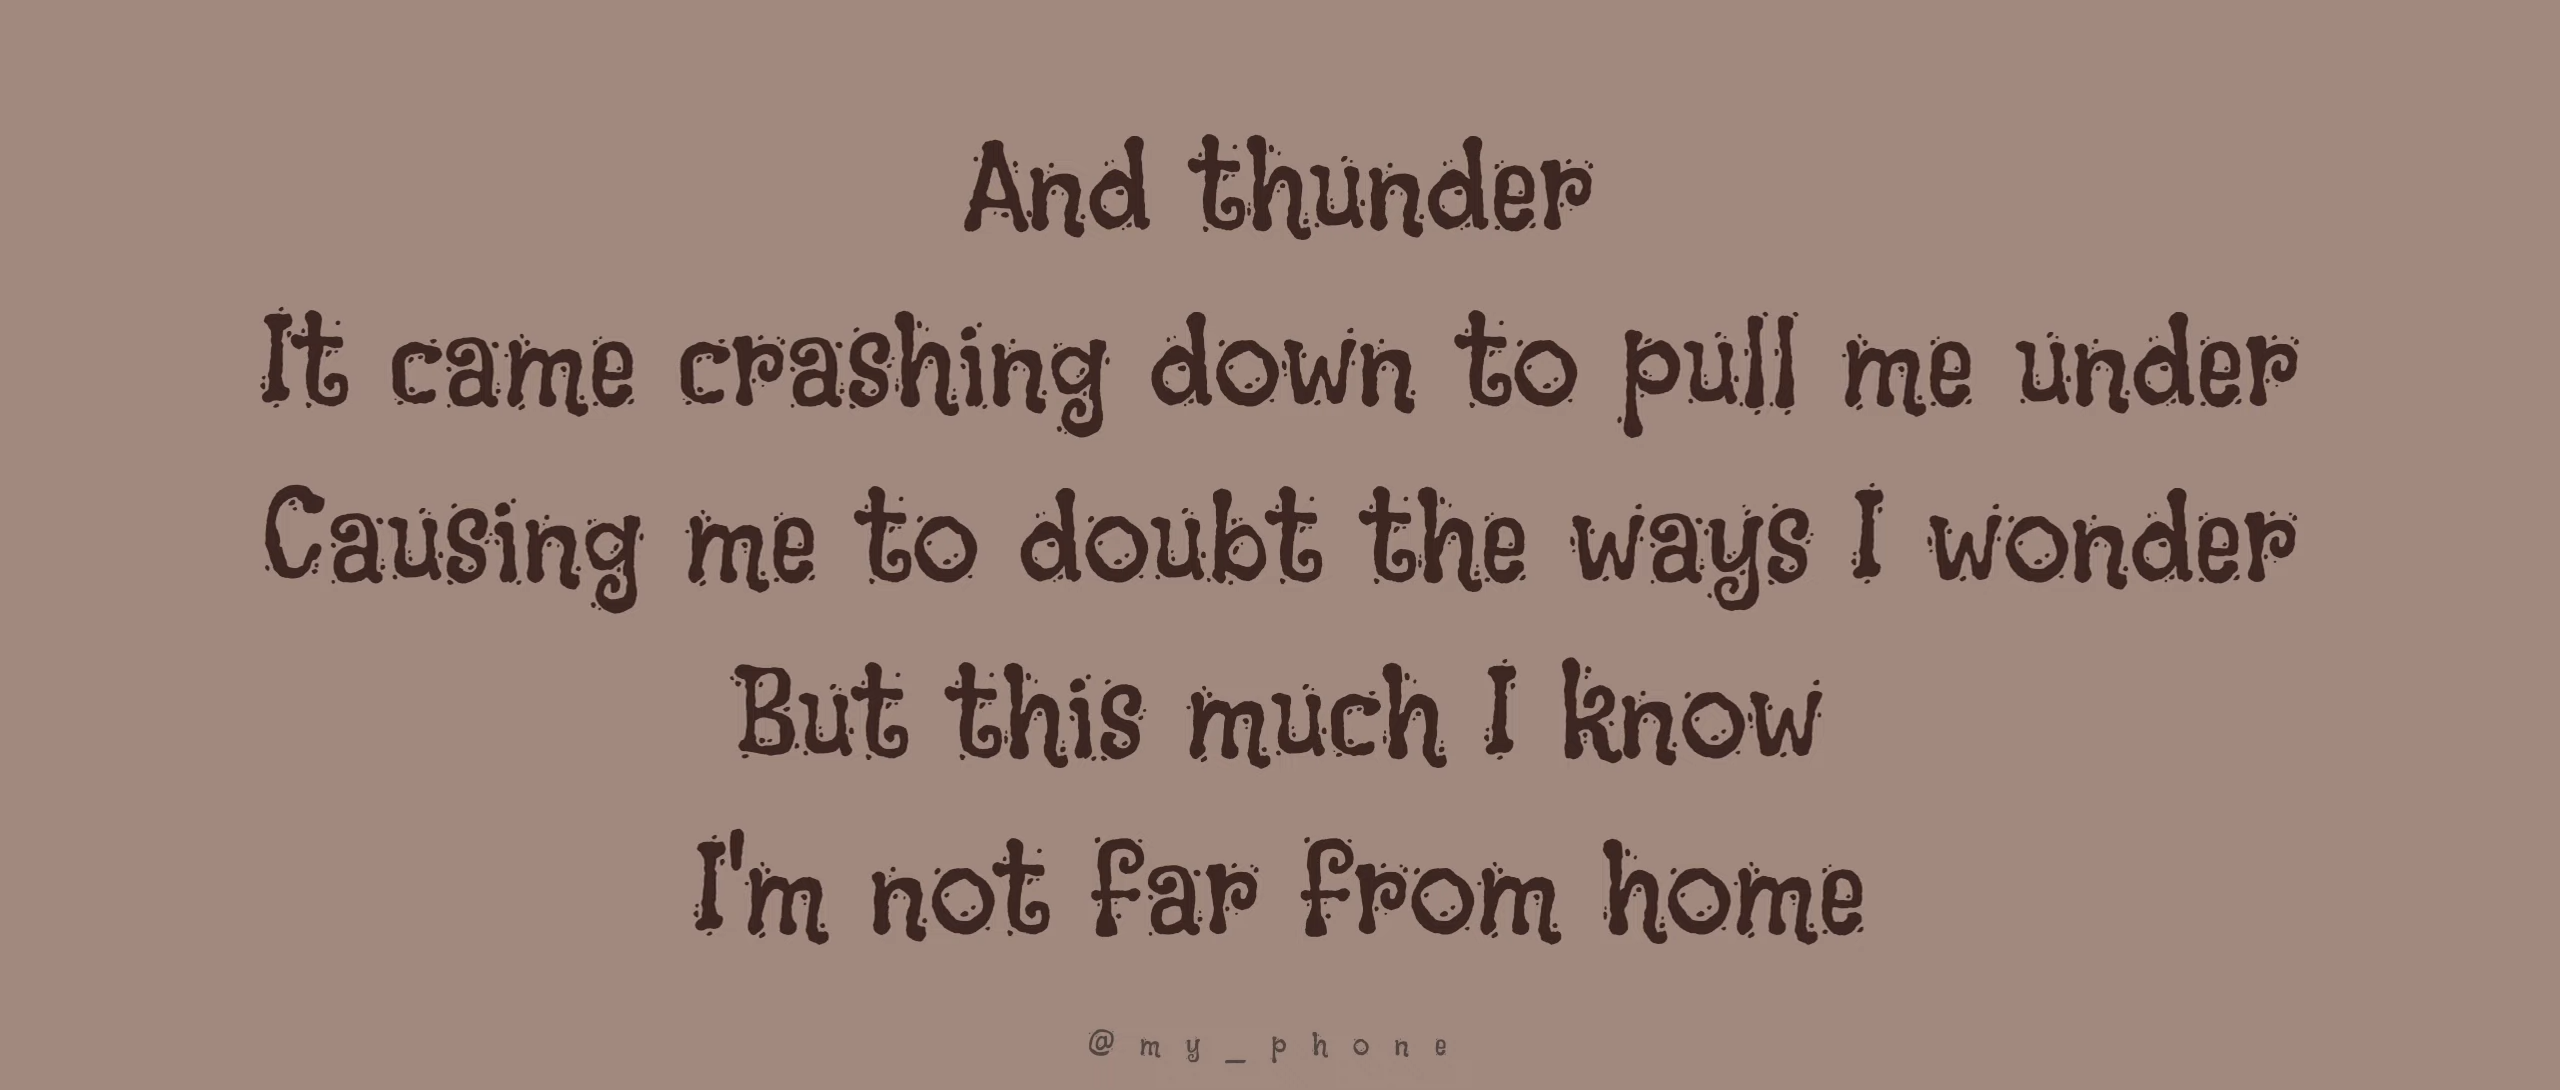 And thunder
It came crashing down to pull me under
Causing me to doubt the ways I wonder
But this much I know
I'm not far from home
@my_phone